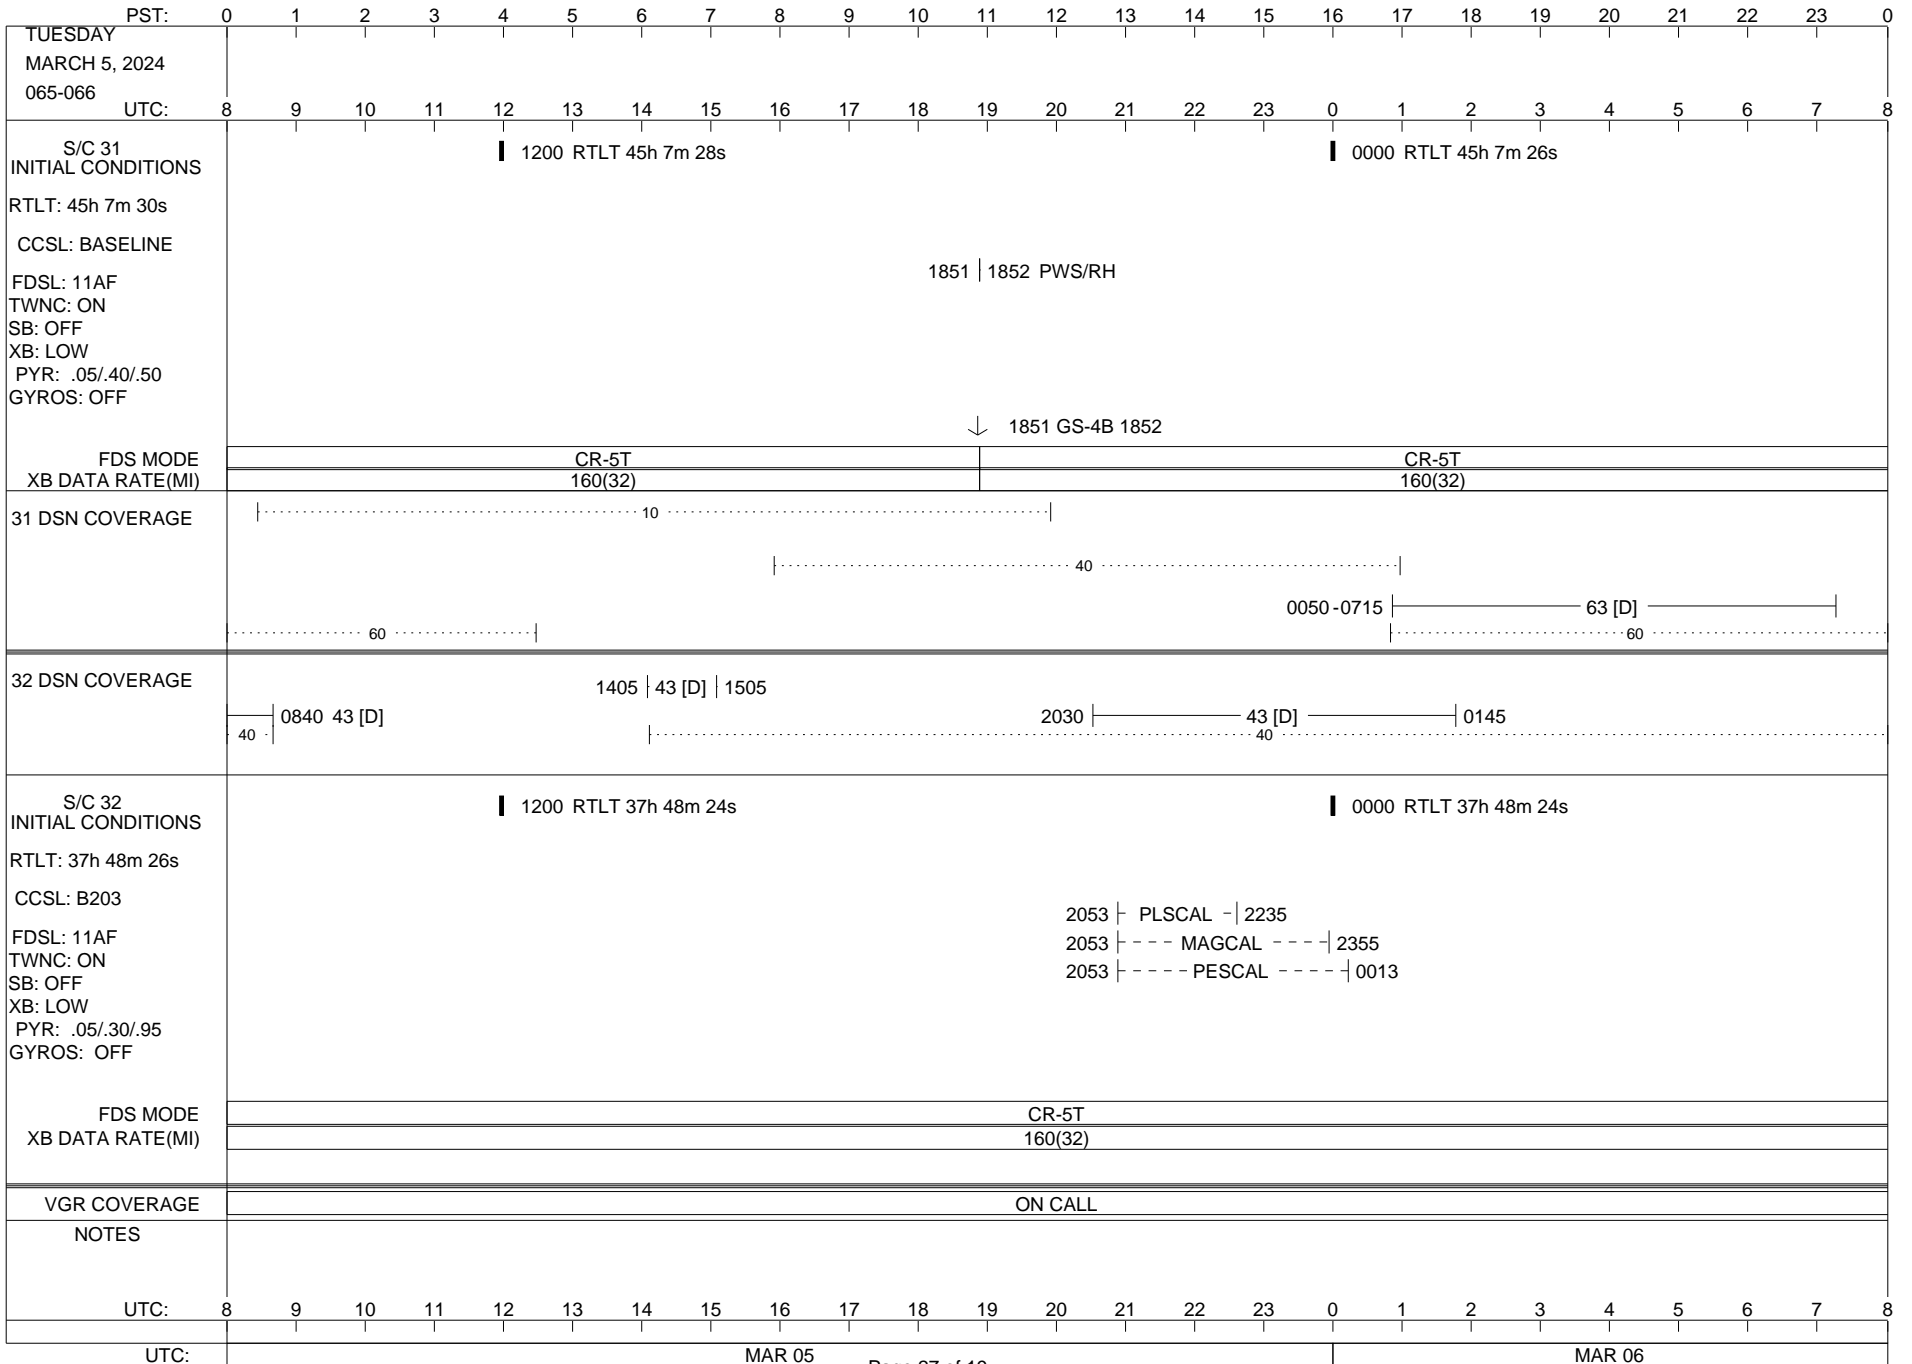 PST: 0 1 2 3 4 5 6 7 8 9 10 11 12 13 14 15 16 17 18 19 20 21 22 23 0
TUESDAY
MARCH 5, 2024
065-066
UTC: 8 9 10 11 12 13 14 15 16 17 18 19 20 21 22 23 0 1 2 3 4 5 6 7 8
S/C 31
INITIAL CONDITIONS
1200 RTLT 45h 7m 28s
0000 RTLT 45h 7m 26s
RTLT: 45h 7m 30s
CCSL: BASELINE
1851 1852 PWS/RH
FDSL: 11AF
TWNC: ON
SB: OFF
XB: LOW
PYR: .05/.40/.50
GYROS: OFF
1851 GS-4B 1852
FDS MODE CR-5T CR-5T
XB DATA RATE(MI) 160(32) 160(32)
31 DSN COVERAGE
10
40
0050-0715 63 [D]
60 60
32 DSN COVERAGE
1405 43 [D] 1505
0840 43 [D] 2030 43 [D] 0145
40 40
S/C 32
INITIAL CONDITIONS
1200 RTLT 37h 48m 24s
0000 RTLT 37h 48m 24s
RTLT: 37h 48m 26s
CCSL: B203
2053 PLSCAL 2235
FDSL: 11AF
2053 MAGCAL 2355
TWNC: ON
2053 PESCAL 0013
SB: OFF
XB: LOW
PYR: .05/.30/.95
GYROS: OFF
FDS MODE CR-5T
XB DATA RATE(MI) 160(32)
VGR COVERAGE ON CALL
NOTES
UTC: 8 9 10 11 12 13 14 15 16 17 18 19 20 21 22 23 0 1 2 3 4 5 6 7 8
UTC: MAR 05 MAR 06